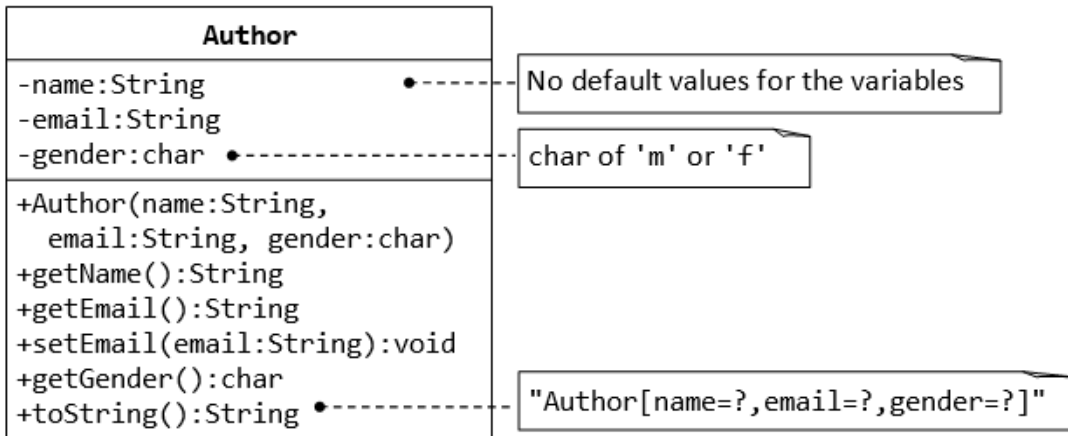 Author
-name:String
No default values for the variables
-email:String
-gender:char
char of 'm' or 'f'
+Author(name:String,
email:String, gender:char)
+getName():String
+getEmail():String
+setEmail(email:String):void
+getGender():char
+toString():String
"Author[name=?,email=?,gender=?]"